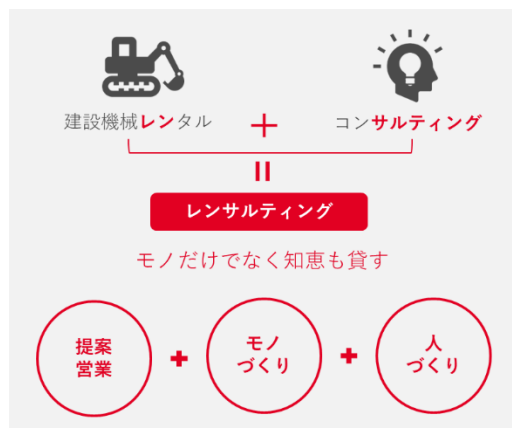 建設機械レンタル
+
コンサルティング
=
レンサルティング
モノだけでなく知恵も貸す
提案
営業
+
モノ
づくり
+
人
づくり